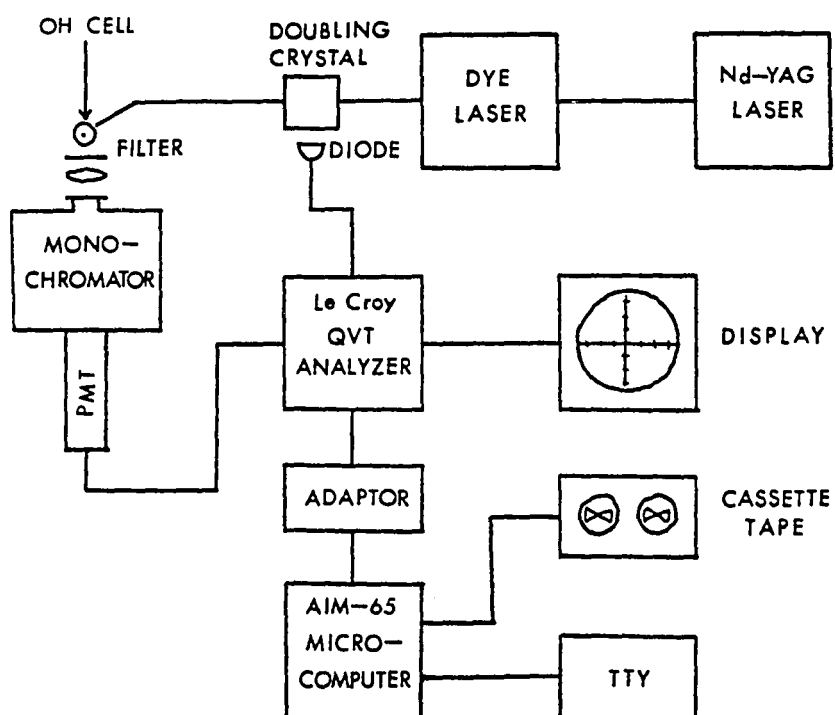 OH CELL
DOUBLING
CRYSTAL
DYE
LASER
Nd–YAG
LASER
FILTER
DIODE
MONO–
CHROMATOR
Le Croy
QVT
ANALYZER
DISPLAY
PMT
ADAPTOR
CASSETTE
TAPE
AIM–65
MICRO–
COMPUTER
TTY